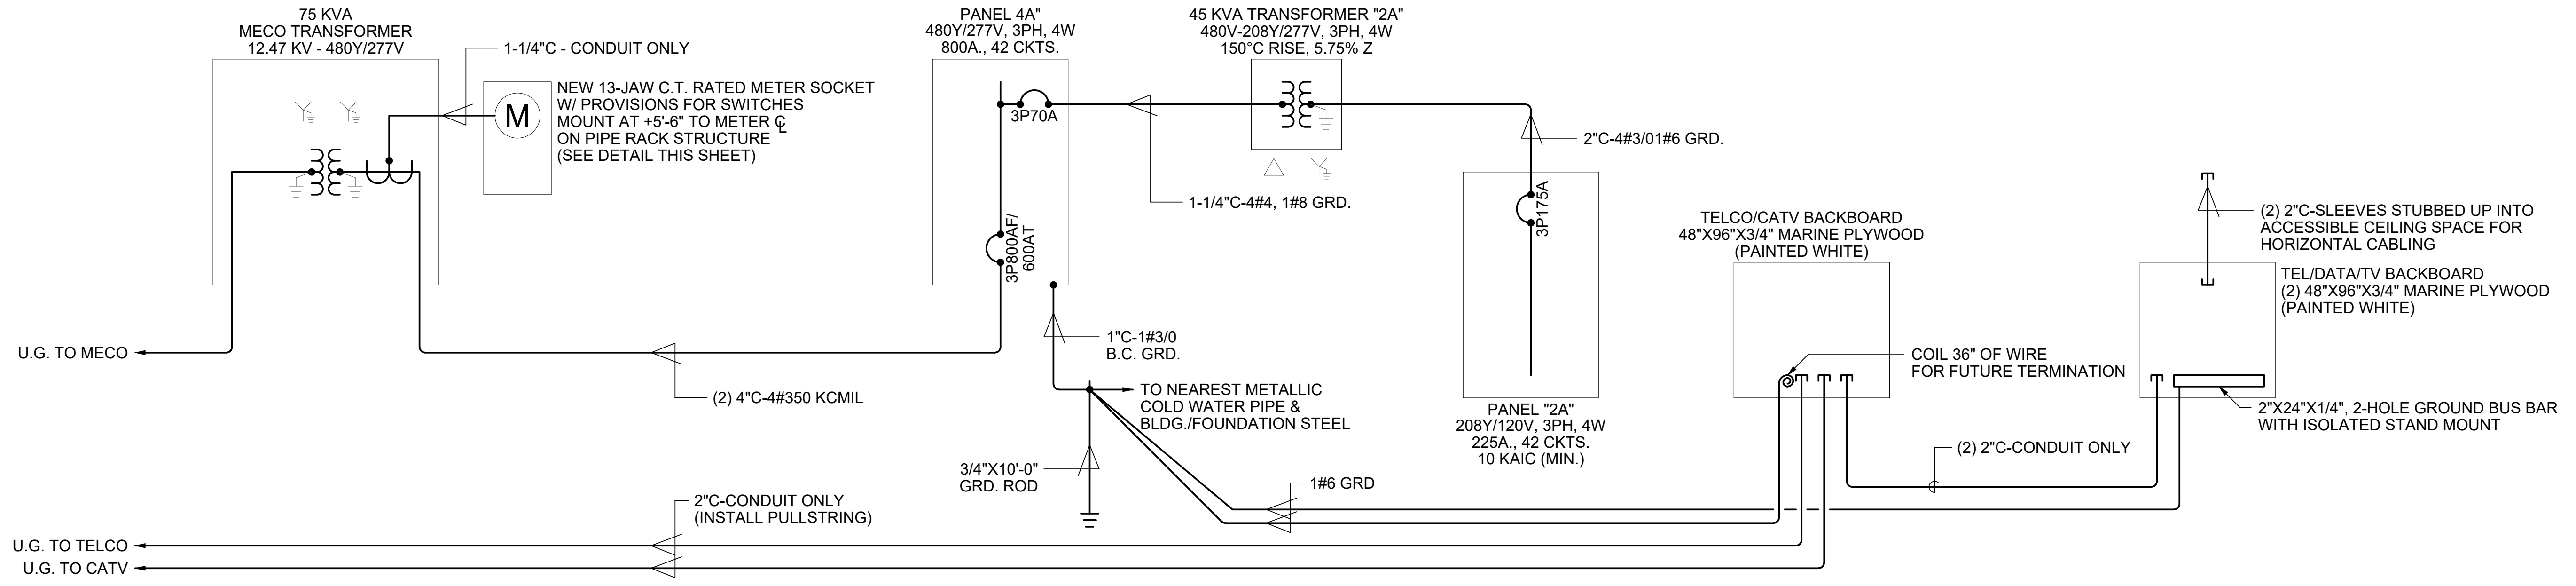 75 KVA
MECO TRANSFORMER
12.47 KV - 480Y/277V
1-1/4"C - CONDUIT ONLY
M
NEW 13-JAW C.T. RATED METER SOCKET
W/ PROVISIONS FOR SWITCHES
MOUNT AT +5'-6" TO METER ℄
ON PIPE RACK STRUCTURE
(SEE DETAIL THIS SHEET)
U.G. TO MECO
(2) 4"C-4#350 KCMIL
PANEL 4A"
480Y/277V, 3PH, 4W
800A., 42 CKTS.
3P70A
3P800AF/
600AT
1"C-1#3/0
B.C. GRD.
TO NEAREST METALLIC
COLD WATER PIPE &
BLDG./FOUNDATION STEEL
3/4"X10'-0"
GRD. ROD
45 KVA TRANSFORMER "2A"
480V-208Y/277V, 3PH, 4W
150°C RISE, 5.75% Z
1-1/4"C-4#4, 1#8 GRD.
2"C-4#3/01#6 GRD.
3P175A
PANEL "2A"
208Y/120V, 3PH, 4W
225A., 42 CKTS.
10 KAIC (MIN.)
TELCO/CATV BACKBOARD
48"X96"X3/4" MARINE PLYWOOD
(PAINTED WHITE)
COIL 36" OF WIRE
FOR FUTURE TERMINATION
(2) 2"C-SLEEVES STUBBED UP INTO
ACCESSIBLE CEILING SPACE FOR
HORIZONTAL CABLING
TEL/DATA/TV BACKBOARD
(2) 48"X96"X3/4" MARINE PLYWOOD
(PAINTED WHITE)
2"X24"X1/4", 2-HOLE GROUND BUS BAR
WITH ISOLATED STAND MOUNT
(2) 2"C-CONDUIT ONLY
1#6 GRD
2"C-CONDUIT ONLY
(INSTALL PULLSTRING)
U.G. TO TELCO
U.G. TO CATV